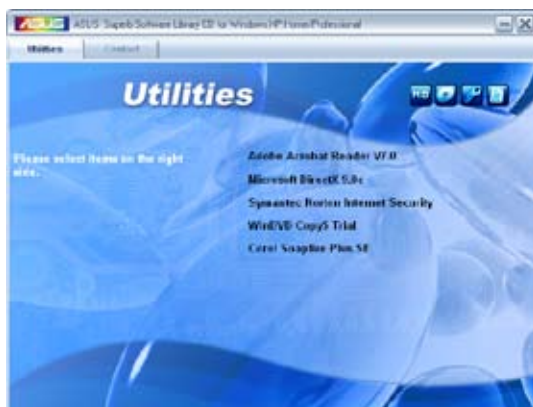 ASUS Superb Software Library CD for Windows XP Home/Professional
Utilities Contact
Utilities
Please select items on the right
side.
Adobe Acrobat Reader V7.0
Microsoft DirectX 9.0c
Symantec Norton Internet Security
WinDVD Copy5 Trial
Corel Snapfire Plus SE